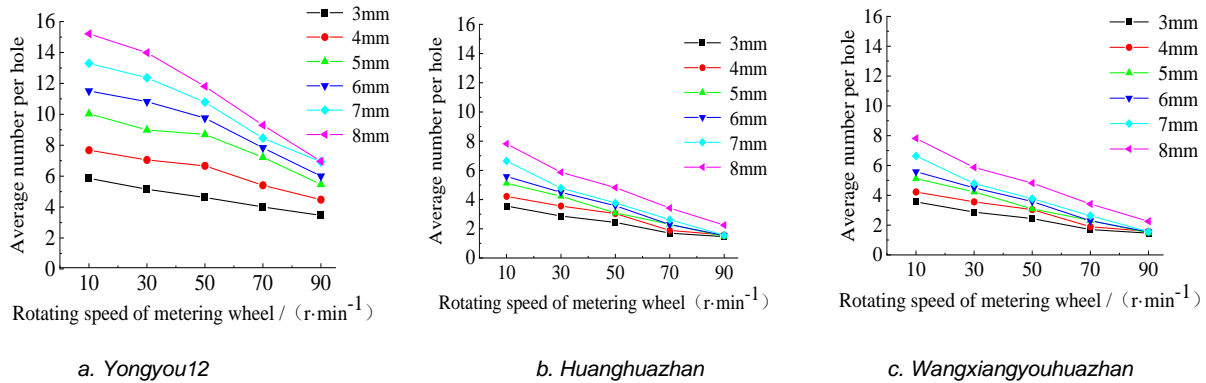 16
14
12
10
8
6
4
2
0
Average number per hole
3mm
4mm
5mm
6mm
7mm
8mm
10 30 50 70 90
Rotating speed of metering wheel /（r·min-1）
a. Yongyou12
16
14
12
10
8
6
4
2
0
Average number per hole
3mm
4mm
5mm
6mm
7mm
8mm
10 30 50 70 90
Rotating speed of metering wheel（r·min-1）
b. Huanghuazhan
16
14
12
10
8
6
4
2
0
Average number per hole
3mm
4mm
5mm
6mm
7mm
8mm
10 30 50 70 90
Rotating speed of metering wheel /（r·min-1）
c. Wangxiangyouhuazhan